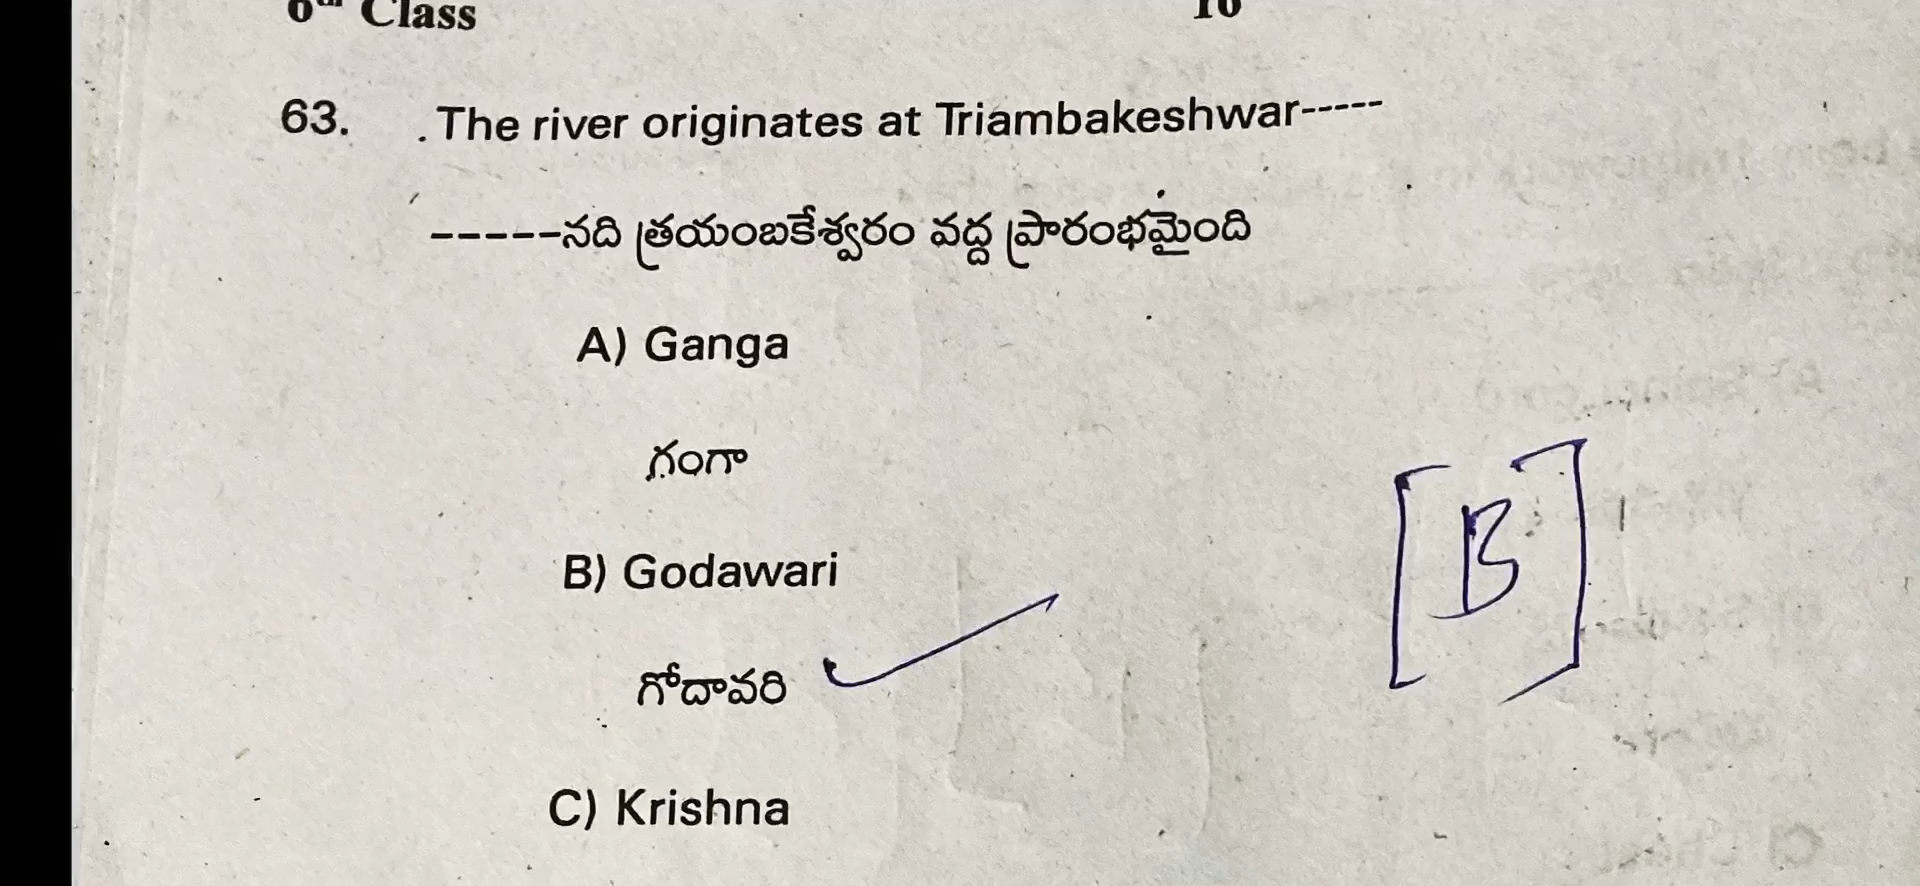 Class
63. . The river originates at Triambakeshwar-----
-----నది త్రయంబకేశ్వరం వద్ద ప్రారంభమైంది
A) Ganga
గంగా
B) Godawari
గోదావరి
[B]
C) Krishna